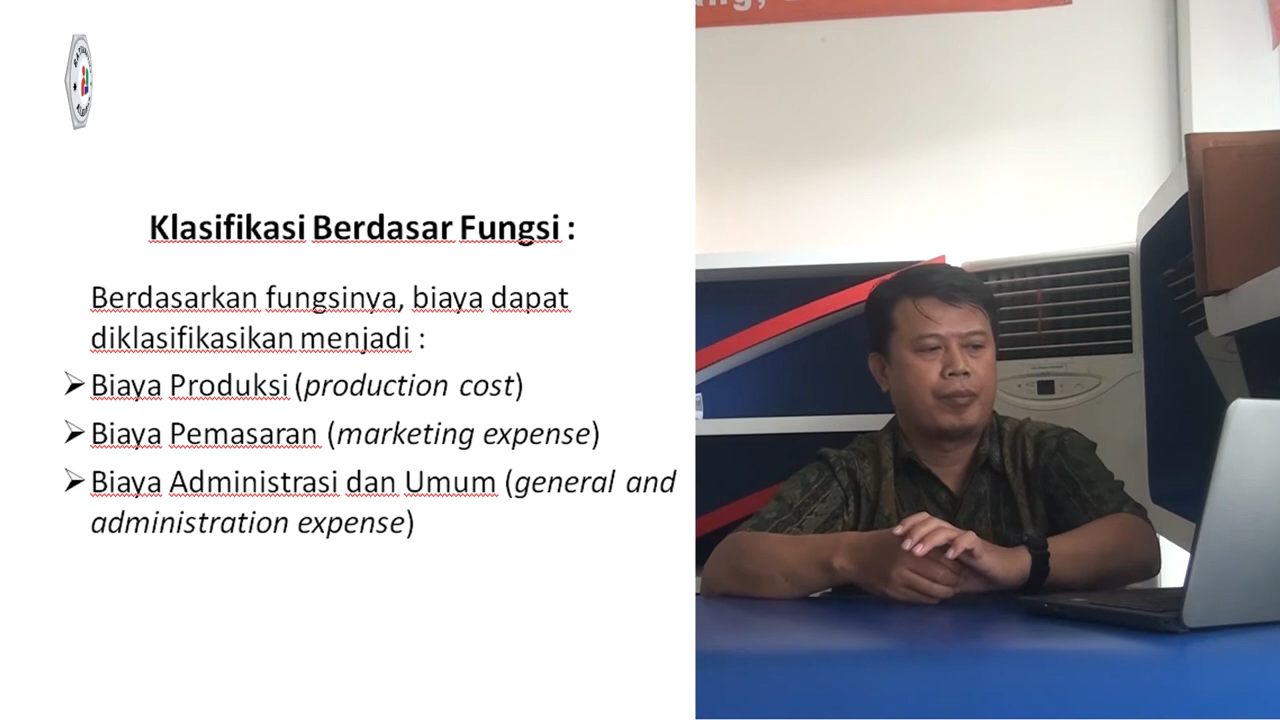 Klasifikasi Berdasar Fungsi :
Berdasarkan fungsinya, biaya dapat
diklasifikasikan menjadi :
➢ Biaya Produksi (production cost)
➢ Biaya Pemasaran (marketing expense)
➢ Biaya Administrasi dan Umum (general and
administration expense)